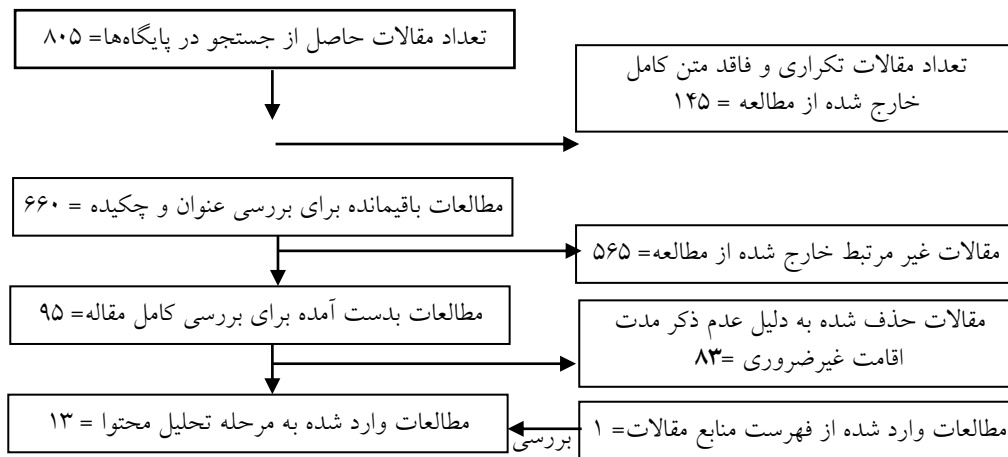 تعداد مقالات حاصل از جستجو در پایگاه‌ها= ۸۰۵
تعداد مقالات تکراری و فاقد متن کامل
خارج شده از مطالعه = ۱۴۵
مطالعات باقیمانده برای بررسی عنوان و چکیده = ۶۶۰
مقالات غیر مرتبط خارج شده از مطالعه= ۵۶۵
مطالعات بدست آمده برای بررسی کامل مقاله= ۹۵
مقالات حذف شده به دلیل عدم ذکر مدت
اقامت غیرضروری =۸۳
مطالعات وارد شده از فهرست منابع مقالات= ۱
بررسی
مطالعات وارد شده به مرحله تحلیل محتوا = ۱۳